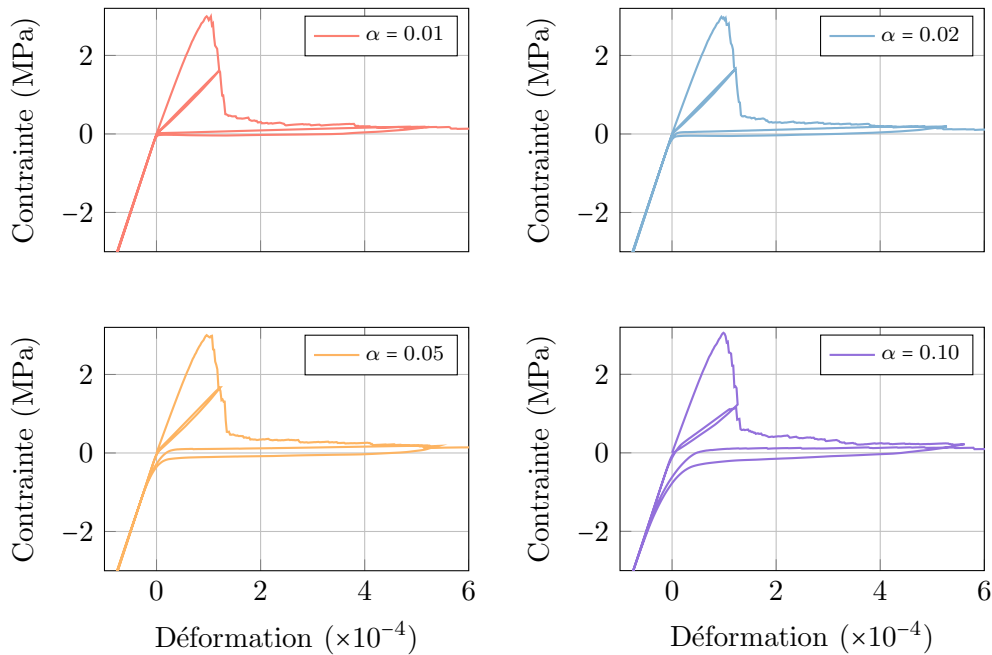 α = 0.01
2
0
−2
Contrainte (MPa)
α = 0.02
2
0
−2
Contrainte (MPa)
α = 0.05
2
0
−2
Contrainte (MPa)
0 2 4 6
Déformation (×10⁻⁴)
α = 0.10
2
0
−2
Contrainte (MPa)
0 2 4 6
Déformation (×10⁻⁴)